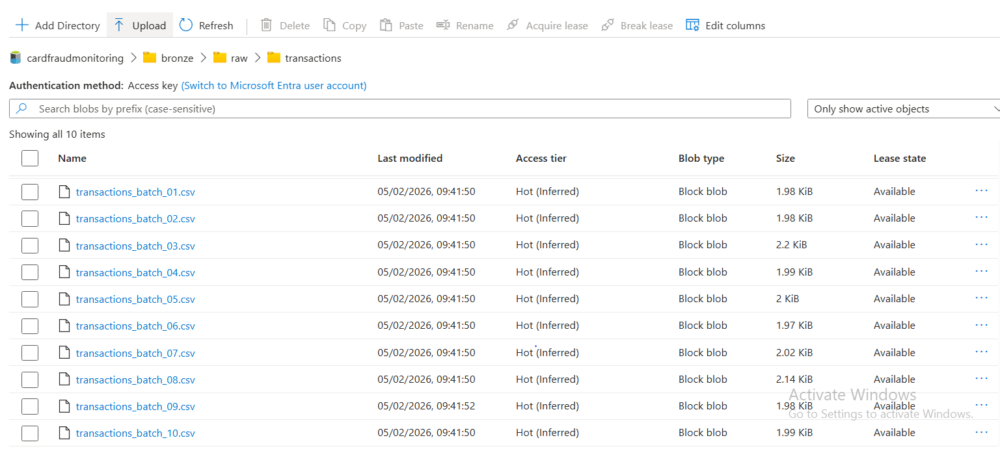 Add Directory Upload Refresh Delete Copy Paste Rename Acquire lease Break lease Edit columns
cardfraudmonitoring > bronze > raw > transactions
Authentication method: Access key (Switch to Microsoft Entra user account)
Search blobs by prefix (case-sensitive) Only show active objects
Showing all 10 items
Name Last modified Access tier Blob type Size Lease state
transactions_batch_01.csv 05/02/2026, 09:41:50 Hot (Inferred) Block blob 1.98 KiB Available ...
transactions_batch_02.csv 05/02/2026, 09:41:50 Hot (Inferred) Block blob 1.98 KiB Available ...
transactions_batch_03.csv 05/02/2026, 09:41:50 Hot (Inferred) Block blob 2.2 KiB Available ...
transactions_batch_04.csv 05/02/2026, 09:41:50 Hot (Inferred) Block blob 1.99 KiB Available ...
transactions_batch_05.csv 05/02/2026, 09:41:50 Hot (Inferred) Block blob 2 KiB Available ...
transactions_batch_06.csv 05/02/2026, 09:41:50 Hot (Inferred) Block blob 1.97 KiB Available ...
transactions_batch_07.csv 05/02/2026, 09:41:50 Hot (Inferred) Block blob 2.02 KiB Available ...
transactions_batch_08.csv 05/02/2026, 09:41:50 Hot (Inferred) Block blob 2.14 KiB Available ...
Activate Windows
transactions_batch_09.csv 05/02/2026, 09:41:52 Hot (Inferred) Block blob 1.98 KiB Available ...
Go to Settings to activate Windows.
transactions_batch_10.csv 05/02/2026, 09:41:50 Hot (Inferred) Block blob 1.99 KiB Available ...